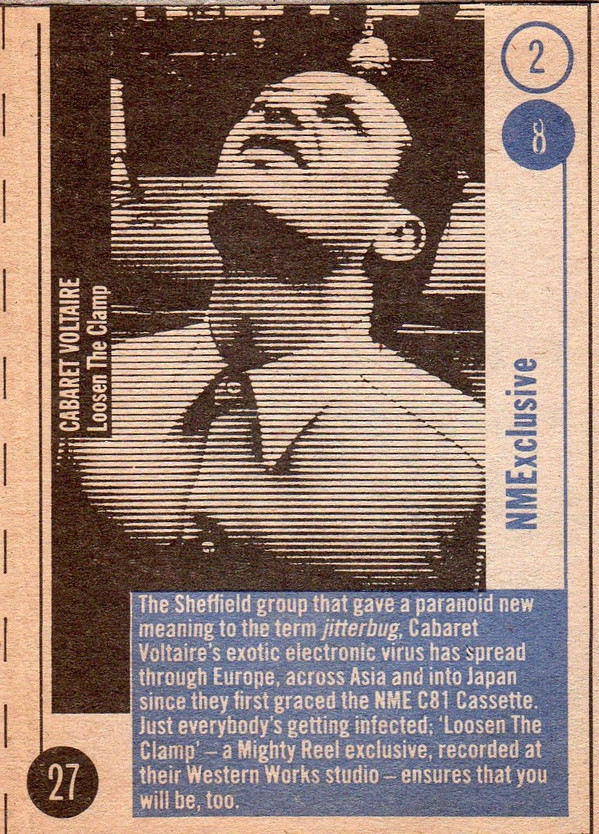 2
8
CABARET VOLTAIRE
Loosen The Clamp
NMExclusive
The Sheffield group that gave a paranoid new
meaning to the term jitterbug, Cabaret
Voltaire's exotic electronic virus has spread
through Europe, across Asia and into Japan
since they first graced the NME C81 Cassette.
Just everybody's getting infected; 'Loosen The
Clamp' – a Mighty Reel exclusive, recorded at
their Western Works studio – ensures that you
will be, too.
27